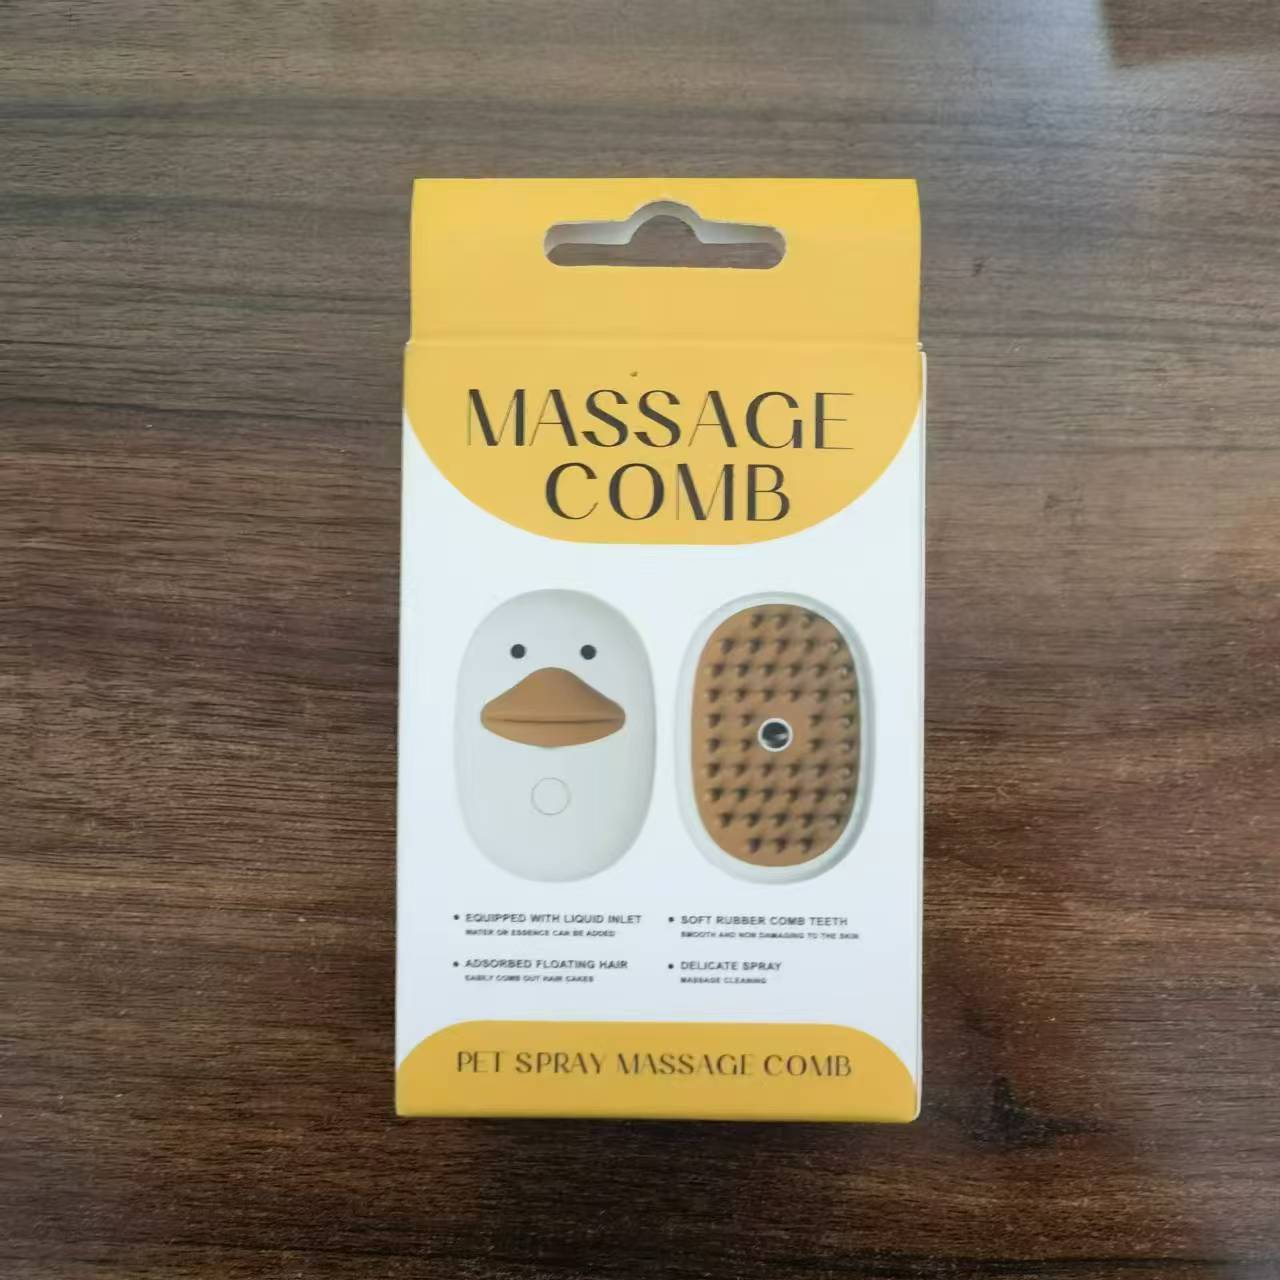 MASSAGE
COMB
• EQUIPPED WITH LIQUID INLET
WATER OR ESSENCE CAN BE ADDED
• SOFT RUBBER COMB TEETH
SMOOTH AND NON DAMAGING TO THE SKIN
• ADSORBED FLOATING HAIR
EASILY COMB OUT HAIR CAKES
• DELICATE SPRAY
MASSAGE CLEANING
PET SPRAY MASSAGE COMB